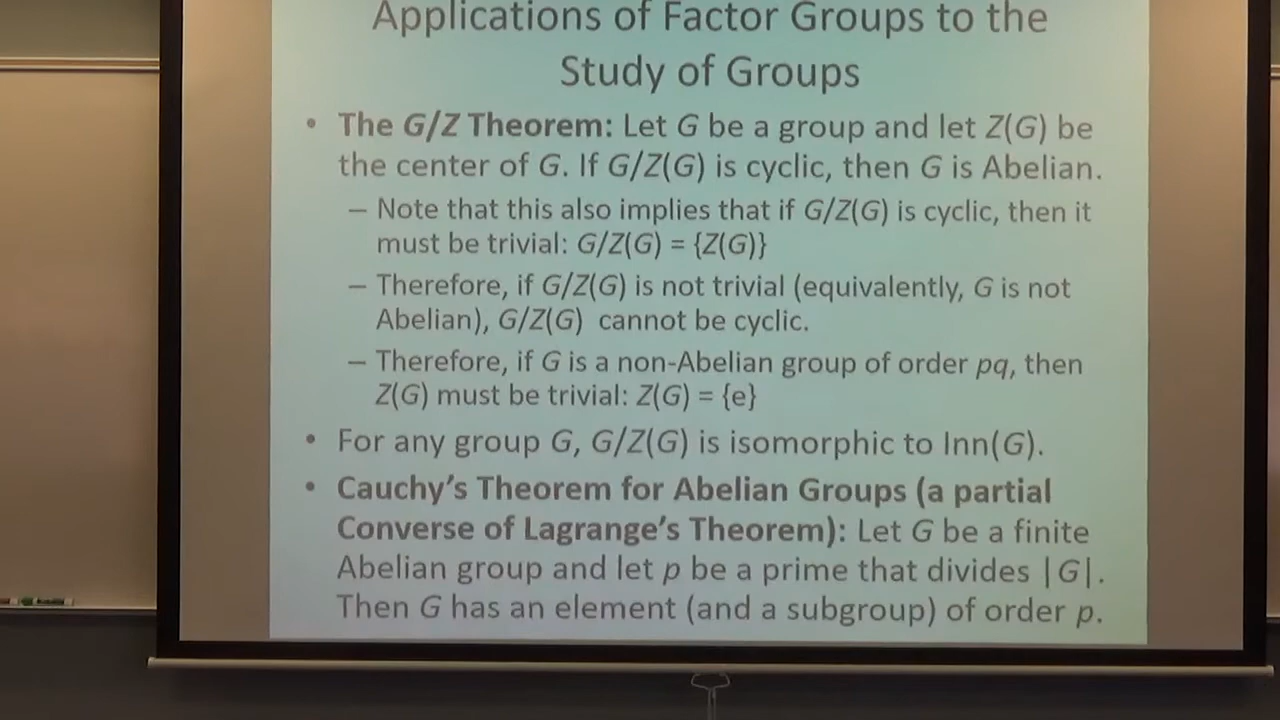 Applications of Factor Groups to the
Study of Groups
• The G/Z Theorem: Let G be a group and let Z(G) be
the center of G. If G/Z(G) is cyclic, then G is Abelian.
– Note that this also implies that if G/Z(G) is cyclic, then it
must be trivial: G/Z(G) = {Z(G)}
– Therefore, if G/Z(G) is not trivial (equivalently, G is not
Abelian), G/Z(G) cannot be cyclic.
– Therefore, if G is a non-Abelian group of order pq, then
Z(G) must be trivial: Z(G) = {e}
• For any group G, G/Z(G) is isomorphic to Inn(G).
• Cauchy's Theorem for Abelian Groups (a partial
Converse of Lagrange's Theorem): Let G be a finite
Abelian group and let p be a prime that divides |G|.
Then G has an element (and a subgroup) of order p.